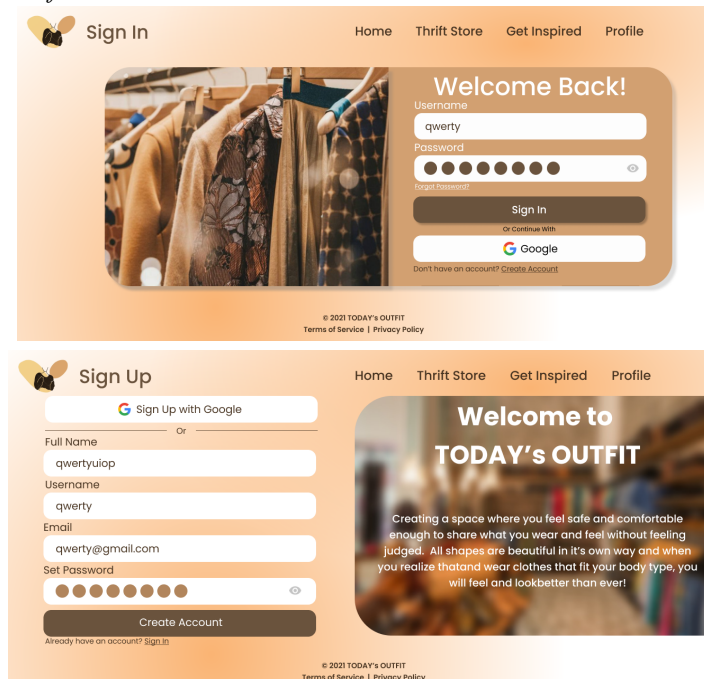 Sign In
Home Thrift Store Get Inspired Profile
Welcome Back!
Username
qwerty
Password
Forgot Password?
Sign In
Or Continue With
Google
Don't have an account? Create Account
© 2021 TODAY's OUTFIT
Terms of Service | Privacy Policy
Sign Up
Home Thrift Store Get Inspired Profile
Sign Up with Google
Or
Full Name
qwertyuiop
Username
qwerty
Email
qwerty@gmail.com
Set Password
Create Account
Already have an account? Sign In
Welcome to
TODAY's OUTFIT
Creating a space where you feel safe and comfortable
enough to share what you wear and feel without feeling
judged. All shapes are beautiful in it's own way and when
you realize thatand wear clothes that fit your body type, you
will feel and lookbetter than ever!
© 2021 TODAY's OUTFIT
Terms of Service | Privacy Policy